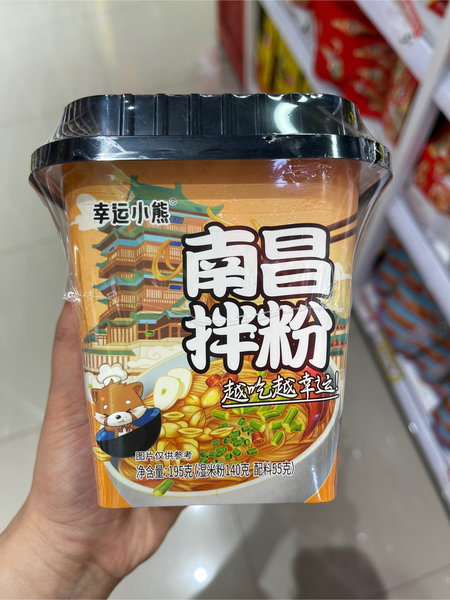 幸运小熊®
南昌
拌粉
越吃越幸运!
图片仅供参考
净含量:195克(湿米粉140克 配料55克)